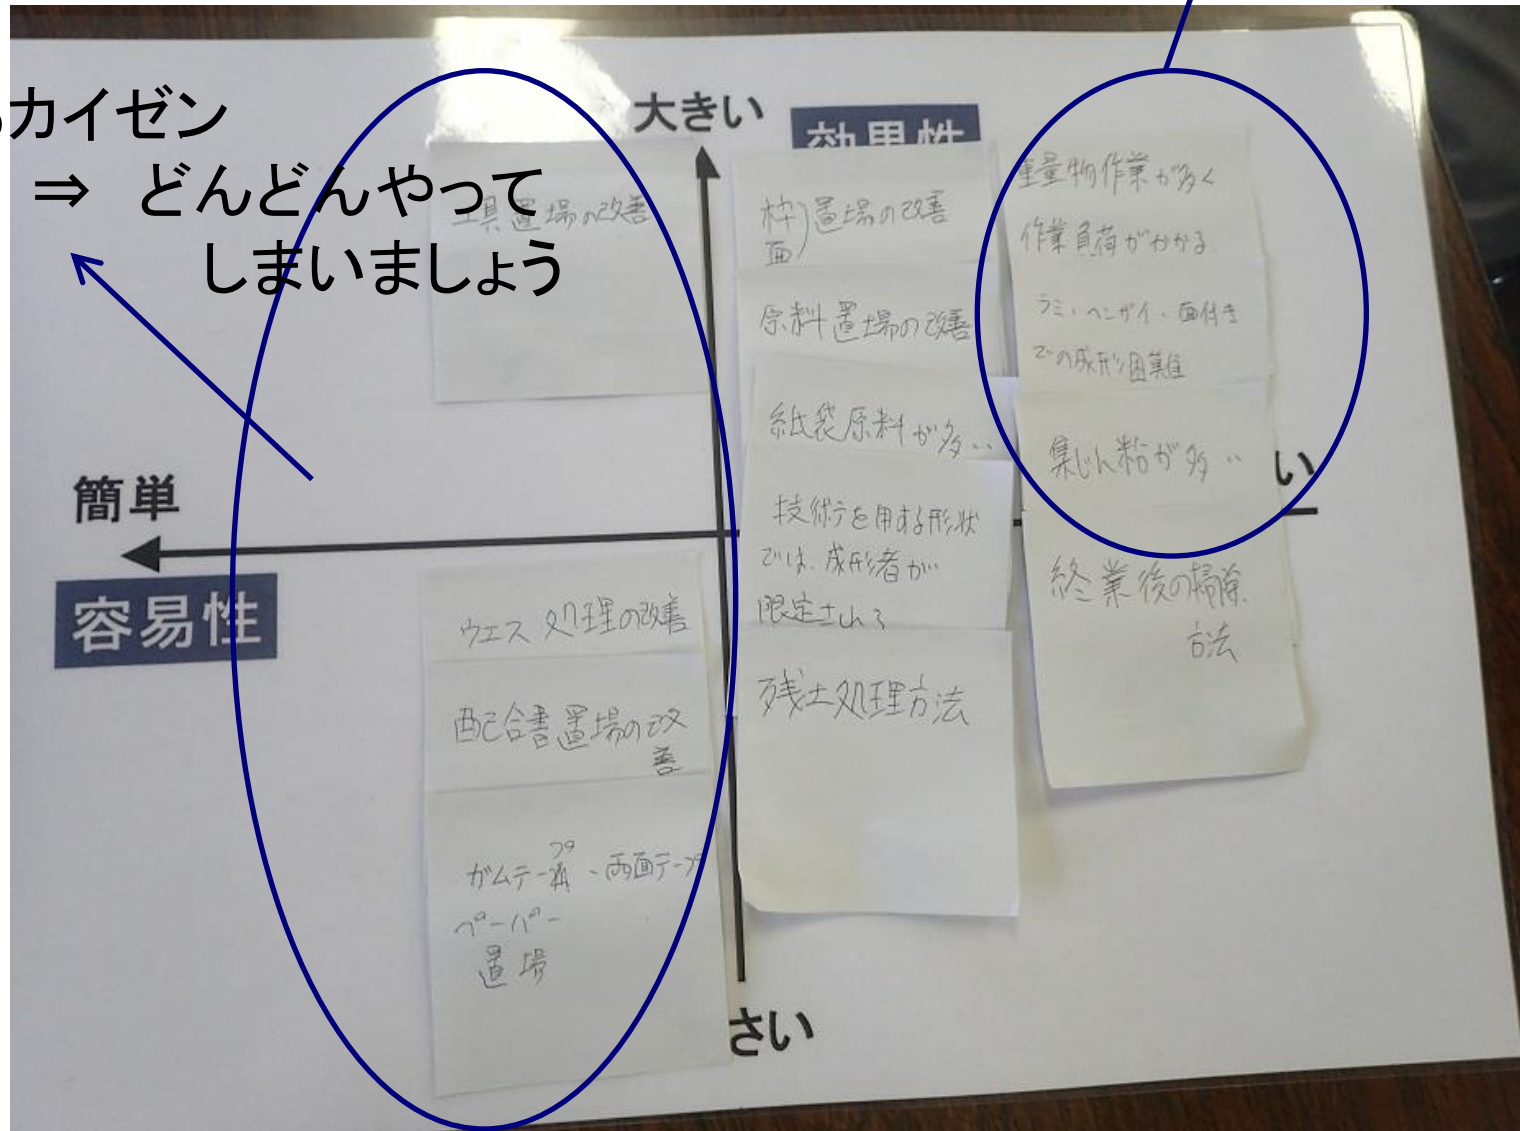 カイゼン
⇒ どんどんやって
しまいましょう
大きい
効果性
簡単
容易性
い
さい
工具置場の改善
枠)置場の改善
面
原料置場の改善
紙袋原料が多い
技術を用する形状
では、成形者が
限定される
残土処理方法
重量物作業が多く
作業負荷がかかる
ラミ、ヘンザイ、面付き
での成形困難
集じん粉が多い
終業後の掃除
方法
ウエス処理の改善
配合書置場の改
善
ガムテープ、両面テープ
ペーパー
置場